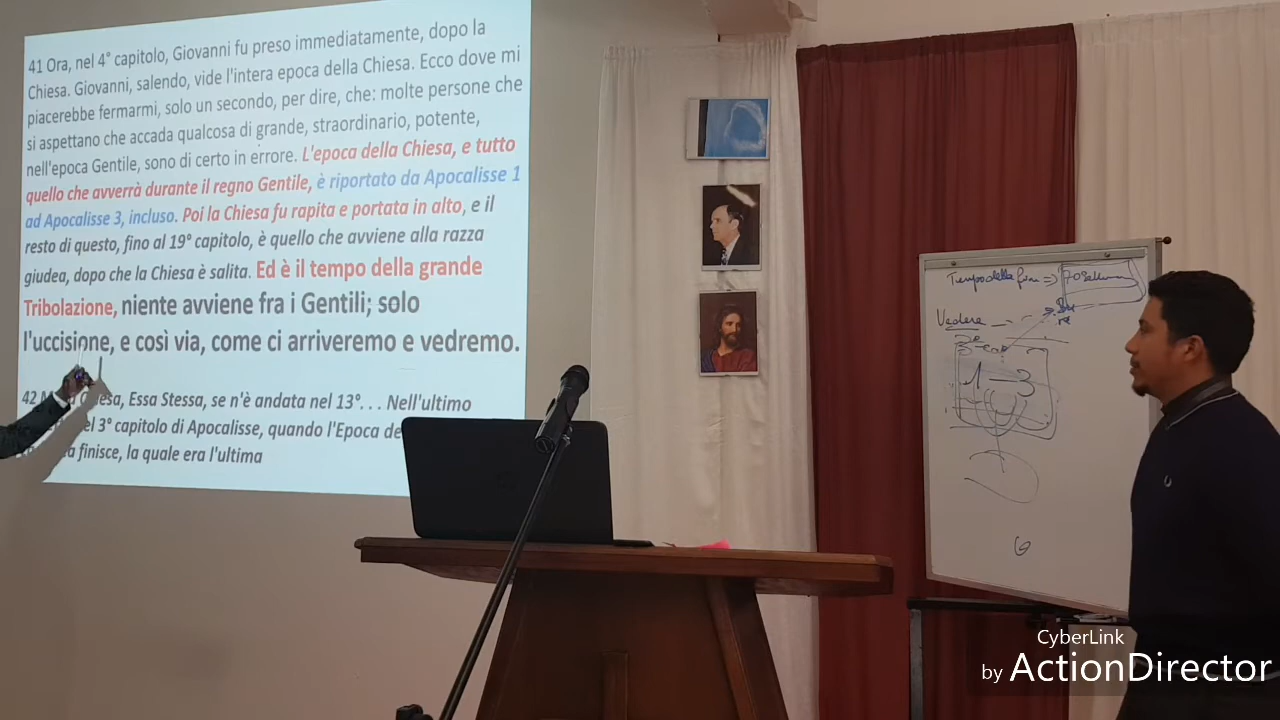 41 Ora, nel 4° capitolo, Giovanni fu preso immediatamente, dopo la
Chiesa. Giovanni, salendo, vide l'intera epoca della Chiesa. Ecco dove mi
piacerebbe fermarmi, solo un secondo, per dire, che: molte persone che
si aspettano che accada qualcosa di grande, straordinario, potente,
nell'epoca Gentile, sono di certo in errore. L'epoca della Chiesa, e tutto
quello che avverrà durante il regno Gentile, è riportato da Apocalisse 1
ad Apocalisse 3, incluso. Poi la Chiesa fu rapita e portata in alto, e il
resto di questo, fino al 19° capitolo, è quello che avviene alla razza
giudea, dopo che la Chiesa è salita. Ed è il tempo della grande
Tribolazione, niente avviene fra i Gentili; solo
l'uccisione, e così via, come ci arriveremo e vedremo.
42 Essa Stessa, se n'è andata nel 13°. . . Nell'ultimo
3° capitolo di Apocalisse, quando l'Epoca
finisce, la quale era l'ultima
Tempo della fine =>
Vedere
1-3
CyberLink
by ActionDirector